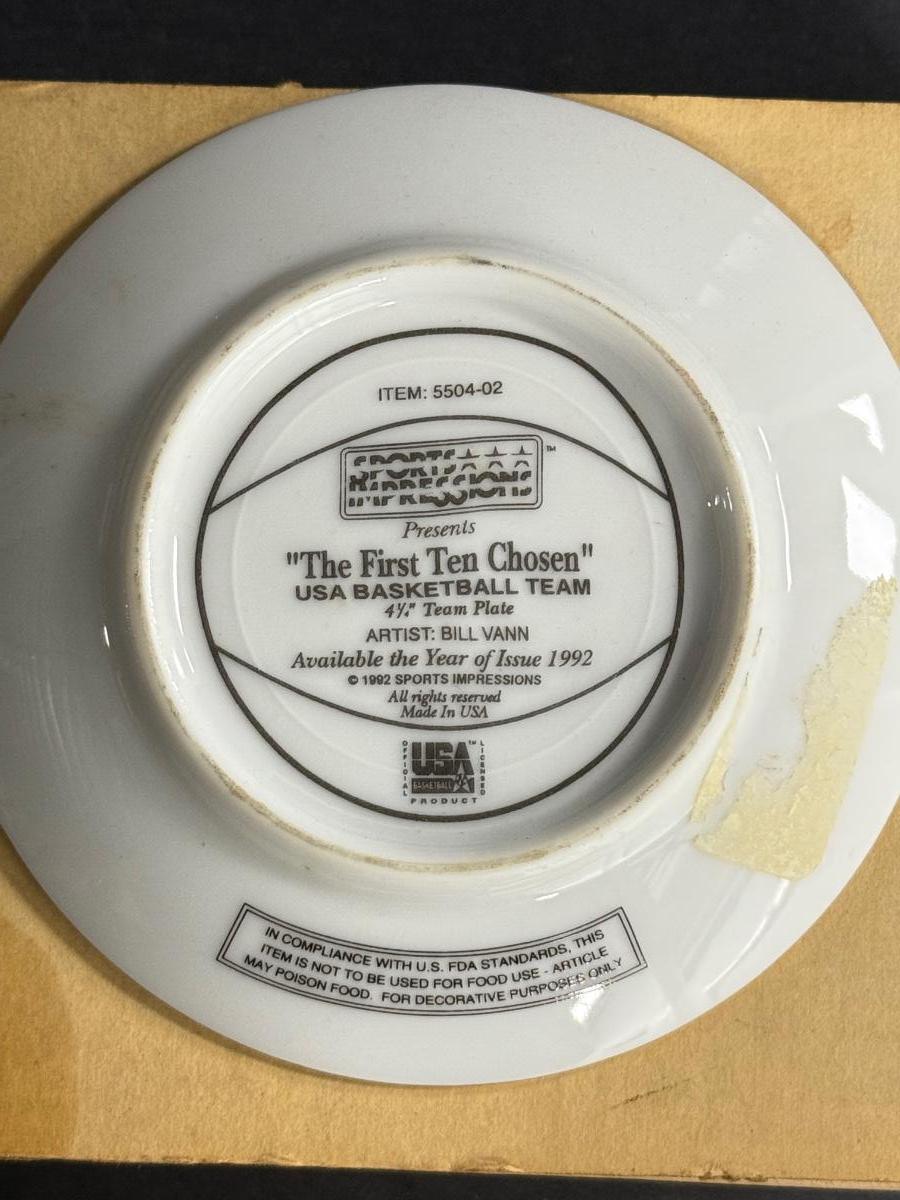 ITEM: 5504-02
SPORTS
IMPRESSIONS ™
Presents
"The First Ten Chosen"
USA BASKETBALL TEAM
4¼" Team Plate
ARTIST: BILL VANN
Available the Year of Issue 1992
© 1992 SPORTS IMPRESSIONS
All rights reserved
Made In USA
OFFICIAL
USA ™
BASKETBALL
LICENSED
PRODUCT
IN COMPLIANCE WITH U.S. FDA STANDARDS, THIS
ITEM IS NOT TO BE USED FOR FOOD USE - ARTICLE
MAY POISON FOOD. FOR DECORATIVE PURPOSES ONLY